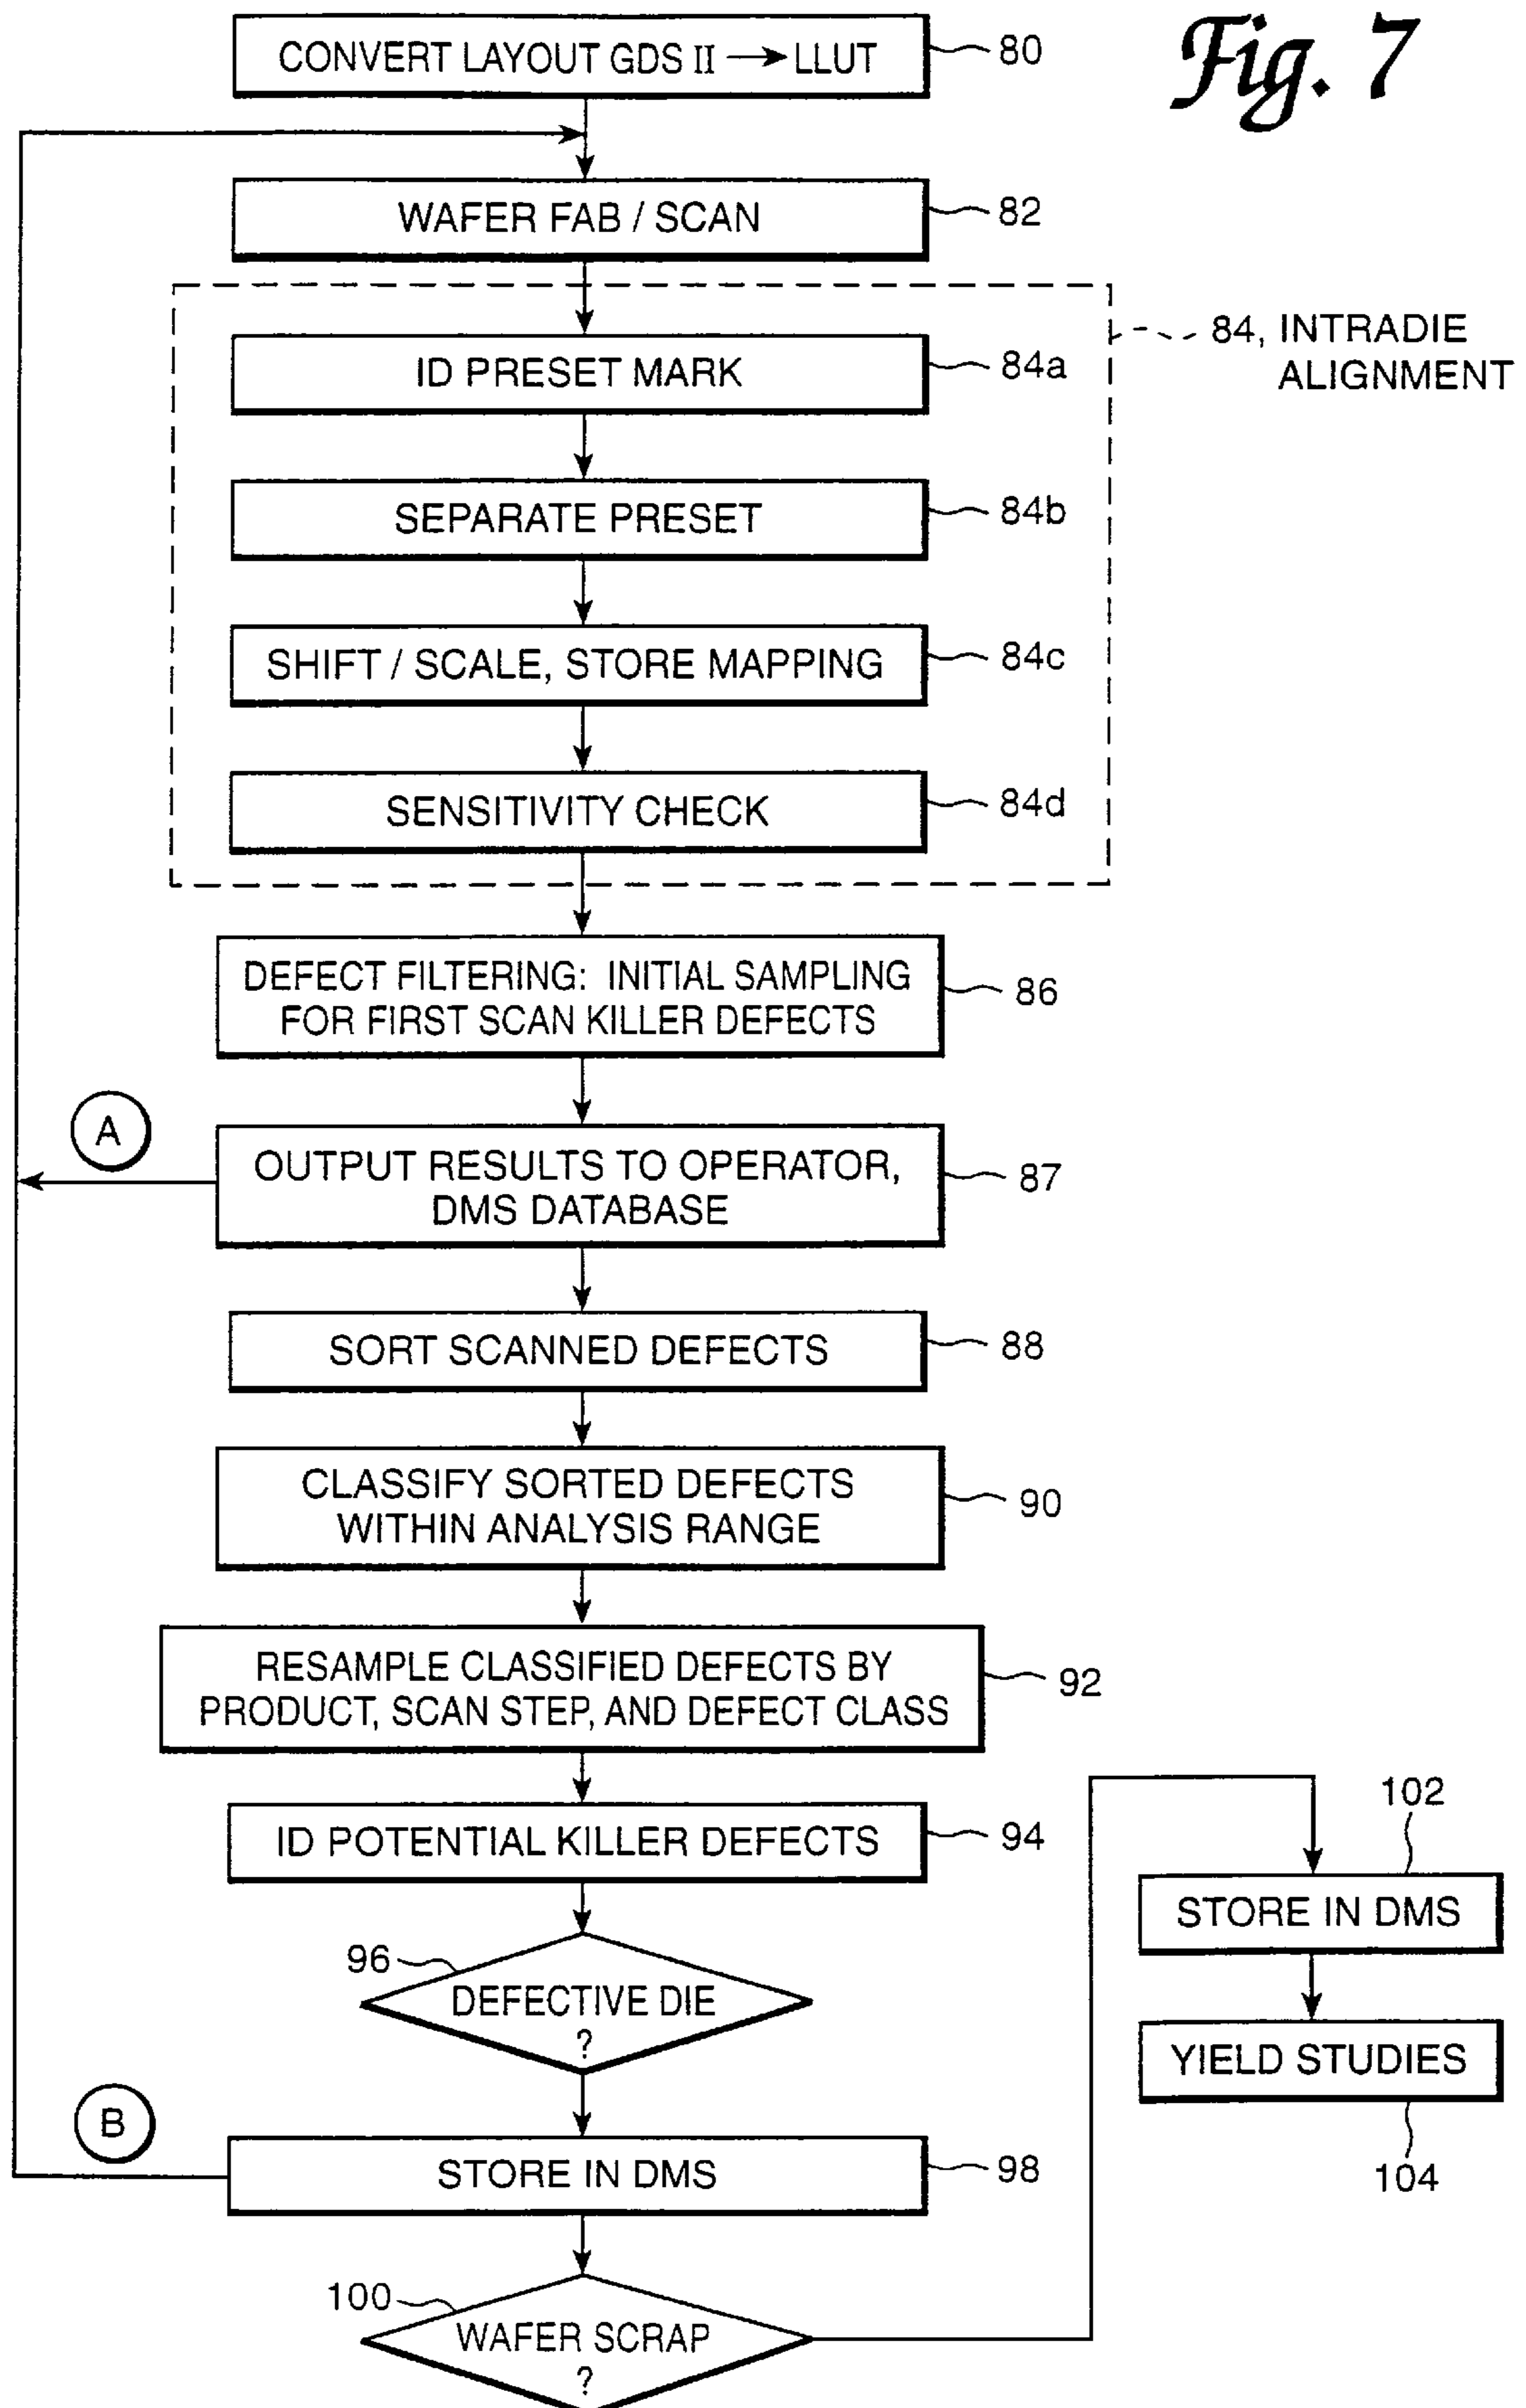 Fig. 7
CONVERT LAYOUT GDS II → LLUT
80
WAFER FAB / SCAN
82
84, INTRADIE
ALIGNMENT
ID PRESET MARK
84a
SEPARATE PRESET
84b
SHIFT / SCALE, STORE MAPPING
84c
SENSITIVITY CHECK
84d
DEFECT FILTERING: INITIAL SAMPLING
FOR FIRST SCAN KILLER DEFECTS
86
A
OUTPUT RESULTS TO OPERATOR,
DMS DATABASE
87
SORT SCANNED DEFECTS
88
CLASSIFY SORTED DEFECTS
WITHIN ANALYSIS RANGE
90
RESAMPLE CLASSIFIED DEFECTS BY
PRODUCT, SCAN STEP, AND DEFECT CLASS
92
ID POTENTIAL KILLER DEFECTS
94
96
DEFECTIVE DIE
?
B
STORE IN DMS
98
100
WAFER SCRAP
?
102
STORE IN DMS
YIELD STUDIES
104